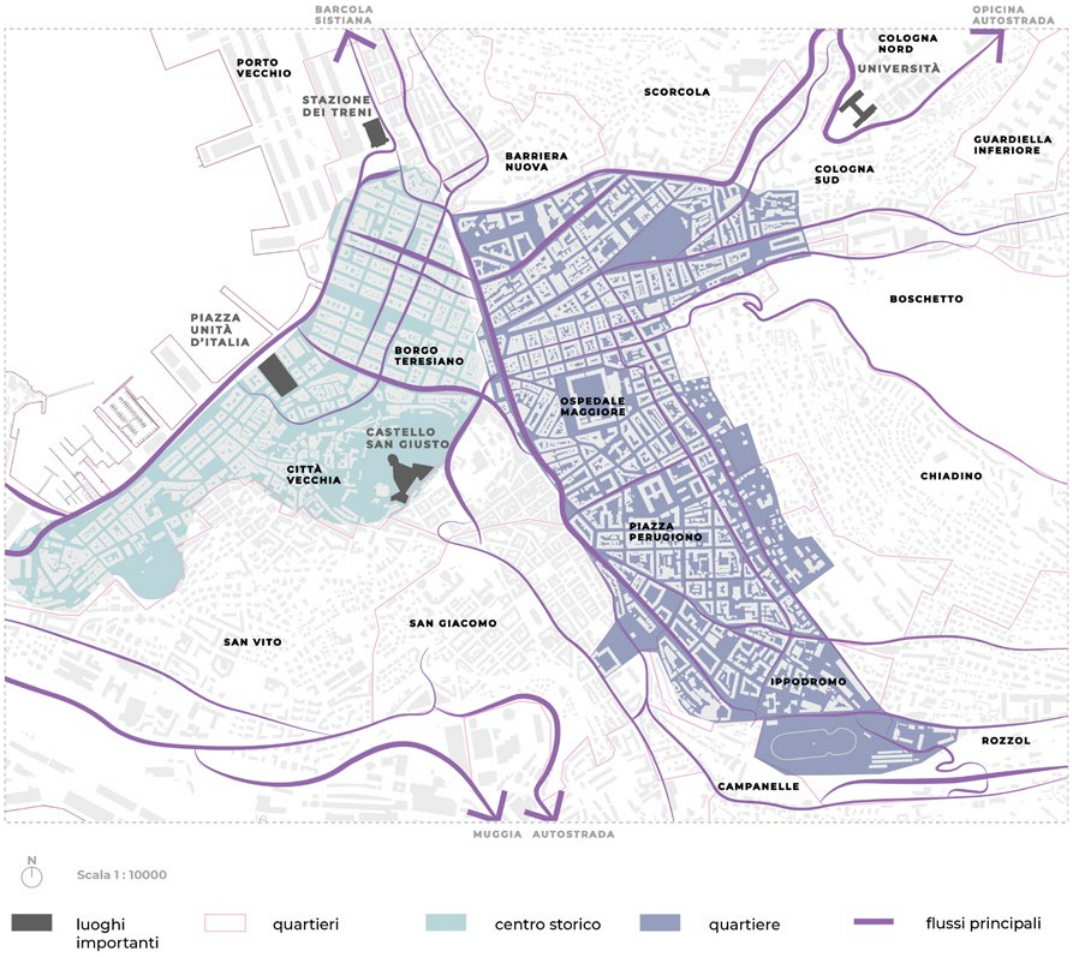 BARCOLA
SISTIANA
OPICINA
AUTOSTRADA
PORTO
VECCHIO
COLOGNA
NORD
UNIVERSITÀ
STAZIONE
DEI TRENI
SCORCOLA
GUARDIELLA
INFERIORE
BARRIERA
NUOVA
COLOGNA
SUD
BOSCHETTO
PIAZZA
UNITÀ
D'ITALIA
BORGO
TERESIANO
OSPEDALE
MAGGIORE
CASTELLO
SAN GIUSTO
CITTÀ
VECCHIA
CHIADINO
PIAZZA
PERUGIONO
SAN GIACOMO
SAN VITO
IPPODROMO
ROZZOL
CAMPANELLE
MUGGIA AUTOSTRADA
N
Scala 1 : 10000
luoghi
importanti
quartieri
centro storico
quartiere
flussi principali